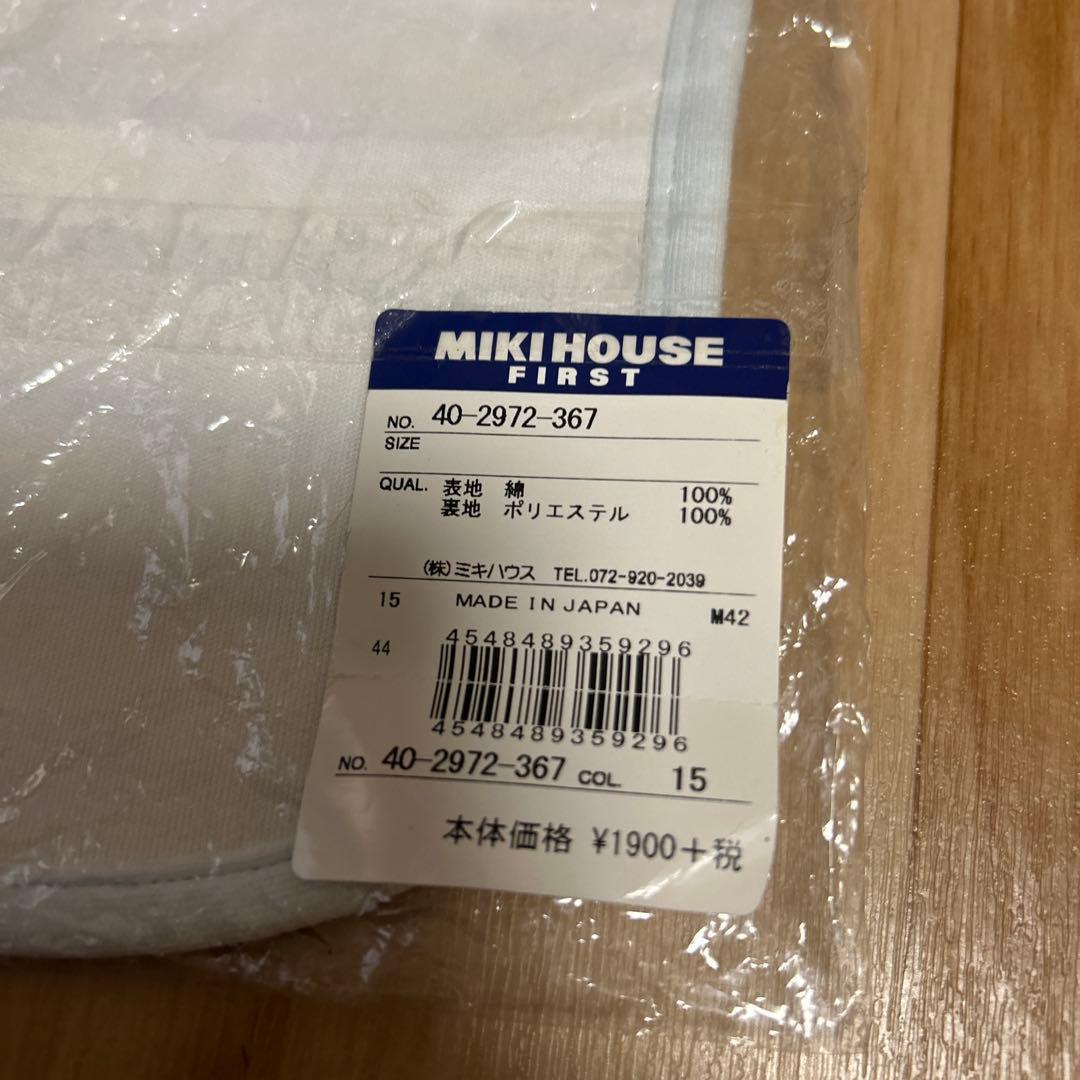 MIKI HOUSE
FIRST
NO. 40-2972-367
SIZE
QUAL. 表地 綿 100%
裏地 ポリエステル 100%
(株)ミキハウス TEL.072-920-2039
15 MADE IN JAPAN M42
4548489359296
44
4548489359296
NO. 40-2972-367 COL. 15
本体価格 ¥1900+税